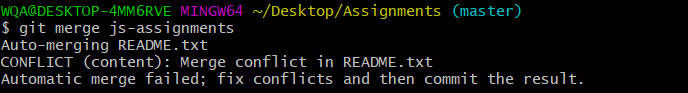 WQA@DESKTOP-4MM6RVE MINGW64 ~/Desktop/Assignments (master)
$ git merge js-assignments
Auto-merging README.txt
CONFLICT (content): Merge conflict in README.txt
Automatic merge failed; fix conflicts and then commit the result.